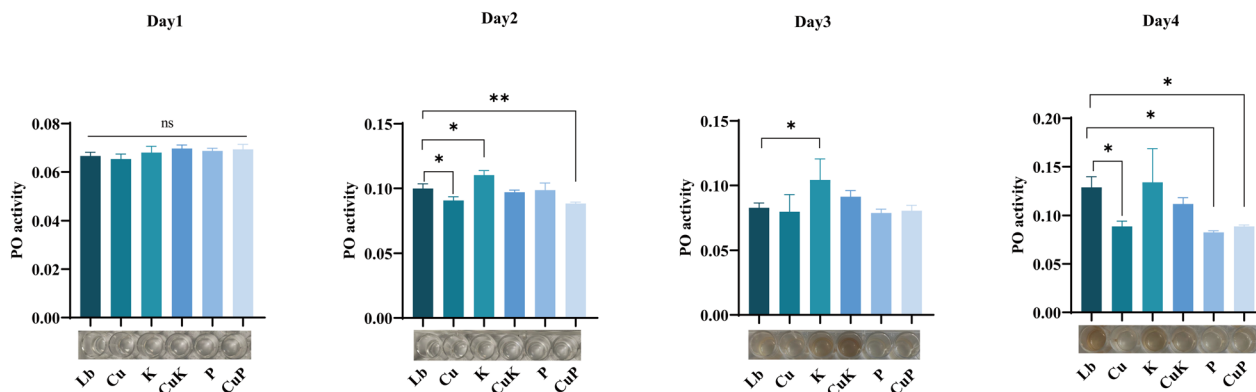 Day1
ns
PO activity
0.08
0.06
0.04
0.02
0.00
Lb
Cu
K
CuK
P
CuP
Day2
**
*
*
PO activity
0.15
0.10
0.05
0.00
Lb
Cu
K
CuK
P
CuP
Day3
*
PO activity
0.15
0.10
0.05
0.00
Lb
Cu
K
CuK
P
CuP
Day4
*
*
*
PO activity
0.20
0.15
0.10
0.05
0.00
Lb
Cu
K
CuK
P
CuP